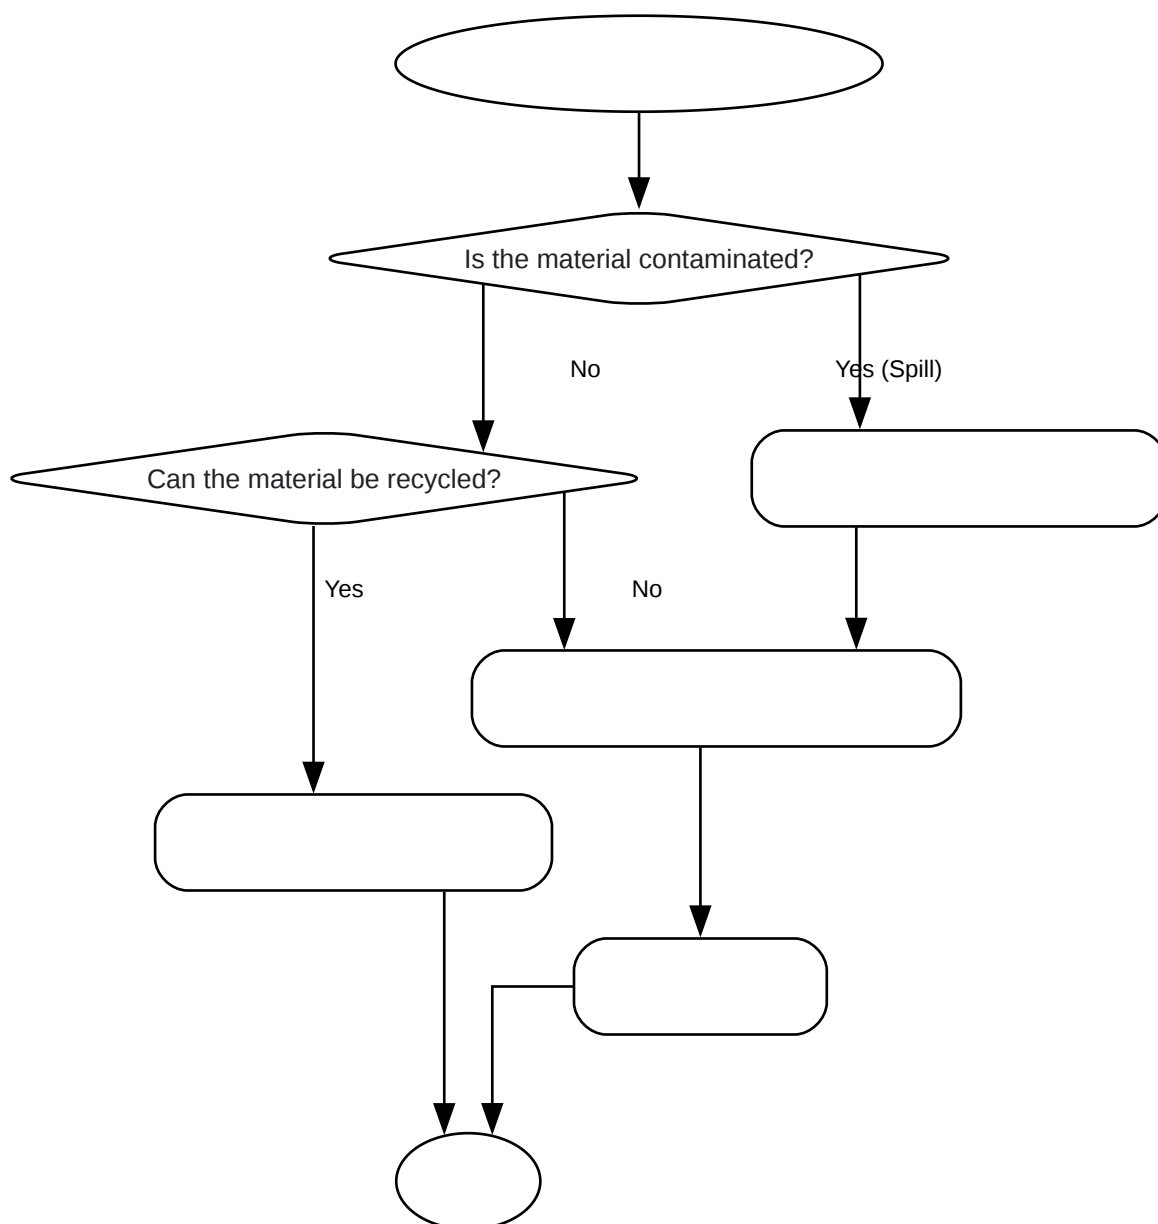 Is the material contaminated?
No
Yes (Spill)
Can the material be recycled?
Yes
No